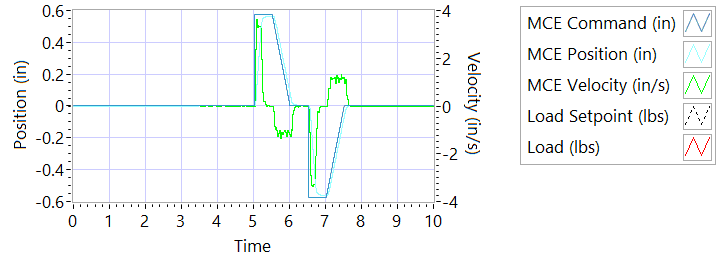 0.6
0.4
0.2
0
-0.2
-0.4
-0.6
Position (in)
4
2
0
-2
-4
Velocity (in/s)
0 1 2 3 4 5 6 7 8 9 10
Time
MCE Command (in)
MCE Position (in)
MCE Velocity (in/s)
Load Setpoint (lbs)
Load (lbs)